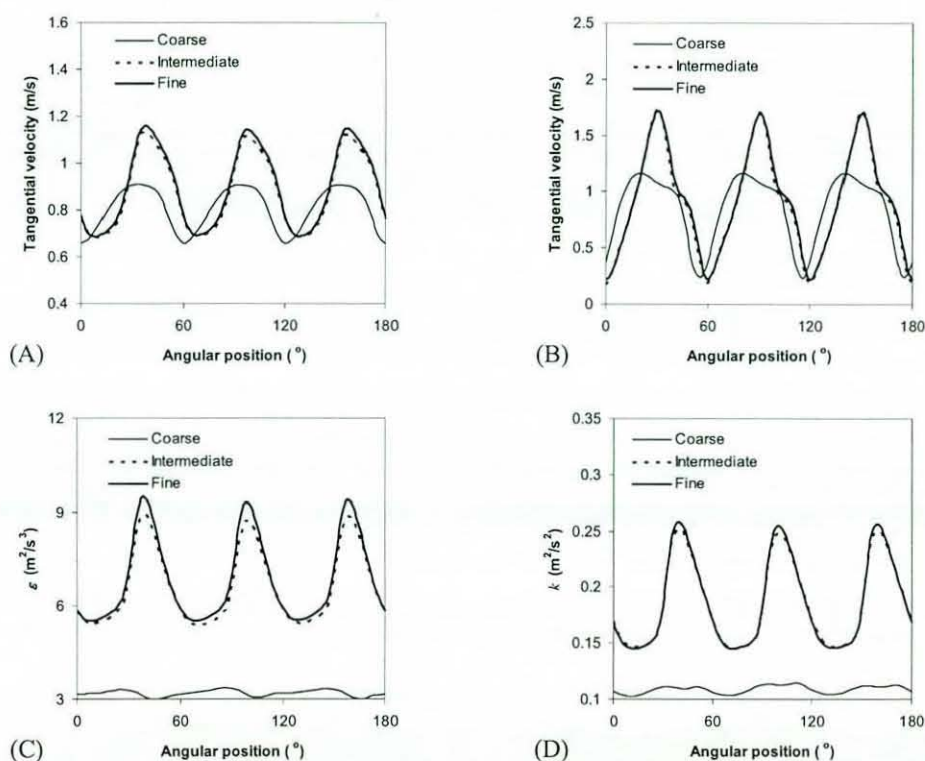 1.6
1.4
1.2
1
0.8
0.6
0.4
Tangential velocity (m/s)
Coarse
Intermediate
Fine
0 60 120 180
(A) Angular position ( º)
2.5
2
1.5
1
0.5
0
Tangential velocity (m/s)
Coarse
Intermediate
Fine
0 60 120 180
(B) Angular position ( º)
12
9
6
3
ε (m²/s³)
Coarse
Intermediate
Fine
0 60 120 180
(C) Angular position ( º)
0.35
0.3
0.25
0.2
0.15
0.1
k (m²/s²)
Coarse
Intermediate
Fine
0 60 120 180
(D) Angular position ( º)